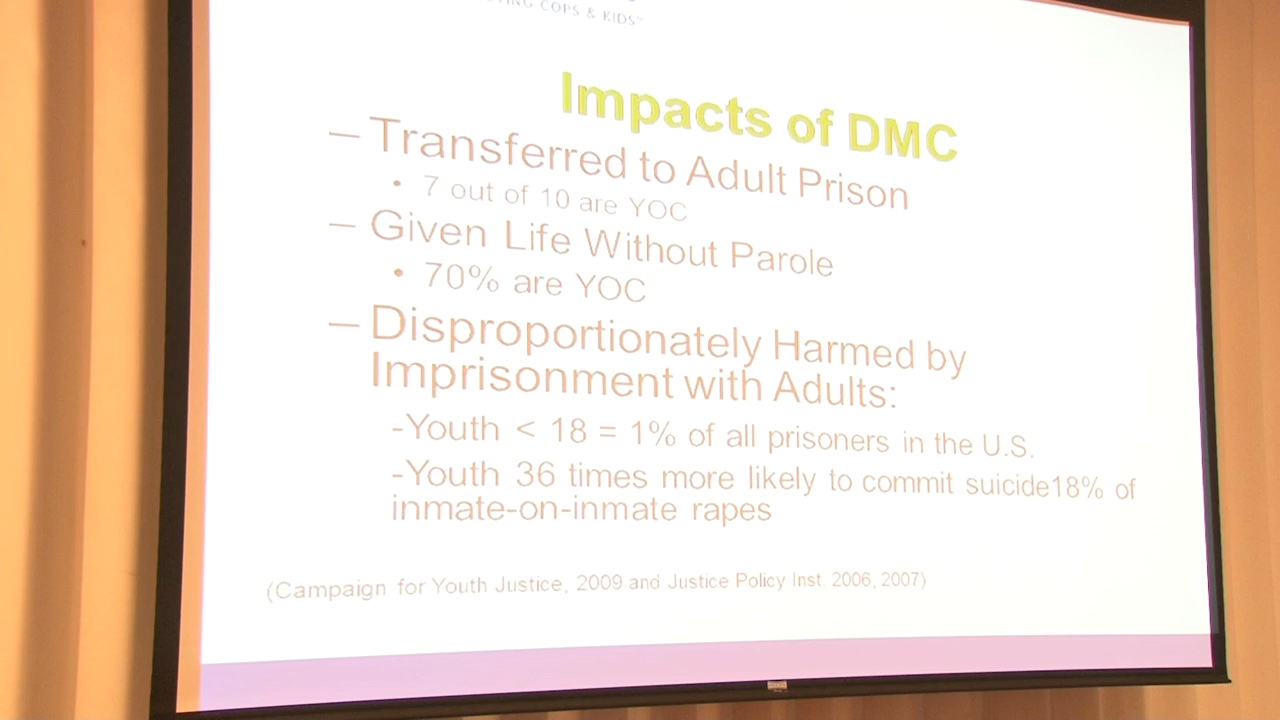 COPS & KIDS
Impacts of DMC
– Transferred to Adult Prison
• 7 out of 10 are YOC
– Given Life Without Parole
• 70% are YOC
– Disproportionately Harmed by
Imprisonment with Adults:
-Youth < 18 = 1% of all prisoners in the U.S.
-Youth 36 times more likely to commit suicide18% of
inmate-on-inmate rapes
(Campaign for Youth Justice, 2009 and Justice Policy Inst. 2006, 2007)